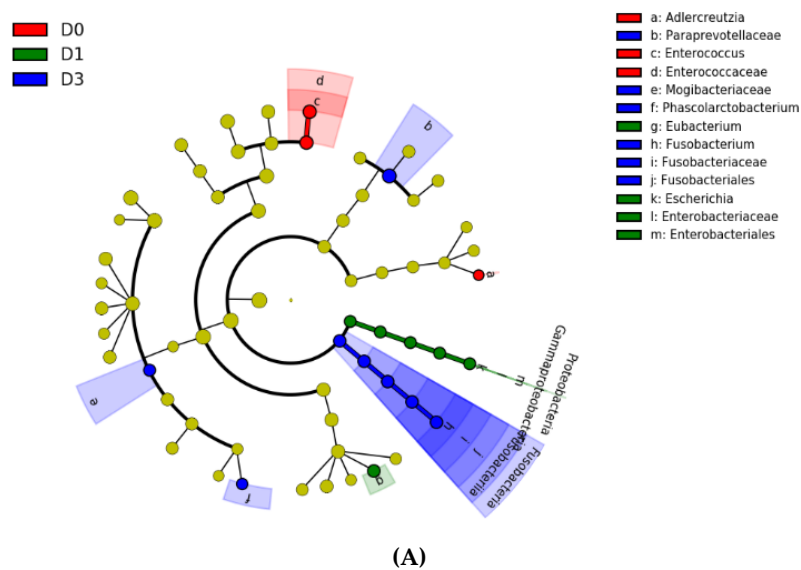 D0
D1
D3
a: Adlercreutzia
b: Paraprevotellaceae
c: Enterococcus
d: Enterococcaceae
e: Mogibacteriaceae
f: Phascolarctobacterium
g: Eubacterium
h: Fusobacterium
i: Fusobacteriaceae
j: Fusobacteriales
k: Escherichia
l: Enterobacteriaceae
m: Enterobacteriales
d
c
b
a
e
f
g
h
i
j
k
l
m
Gammaproteobacteria
Proteobacteria
Fusobacteriia
Fusobacteria
(A)